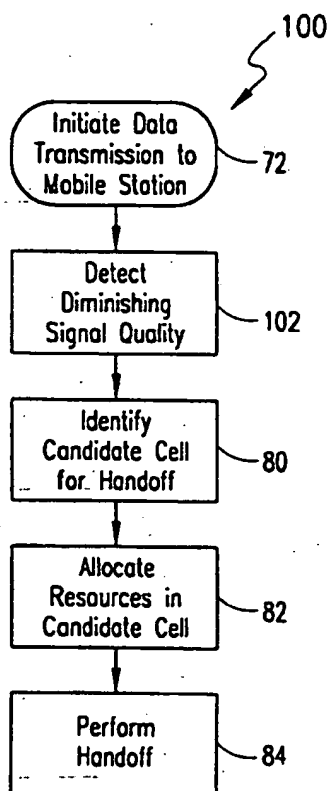 100
Initiate Data
Transmission to
Mobile Station
72
Detect
Diminishing
Signal Quality
102
Identify
Candidate Cell
for Handoff
80
Allocate
Resources in
Candidate Cell
82
Perform
Handoff
84